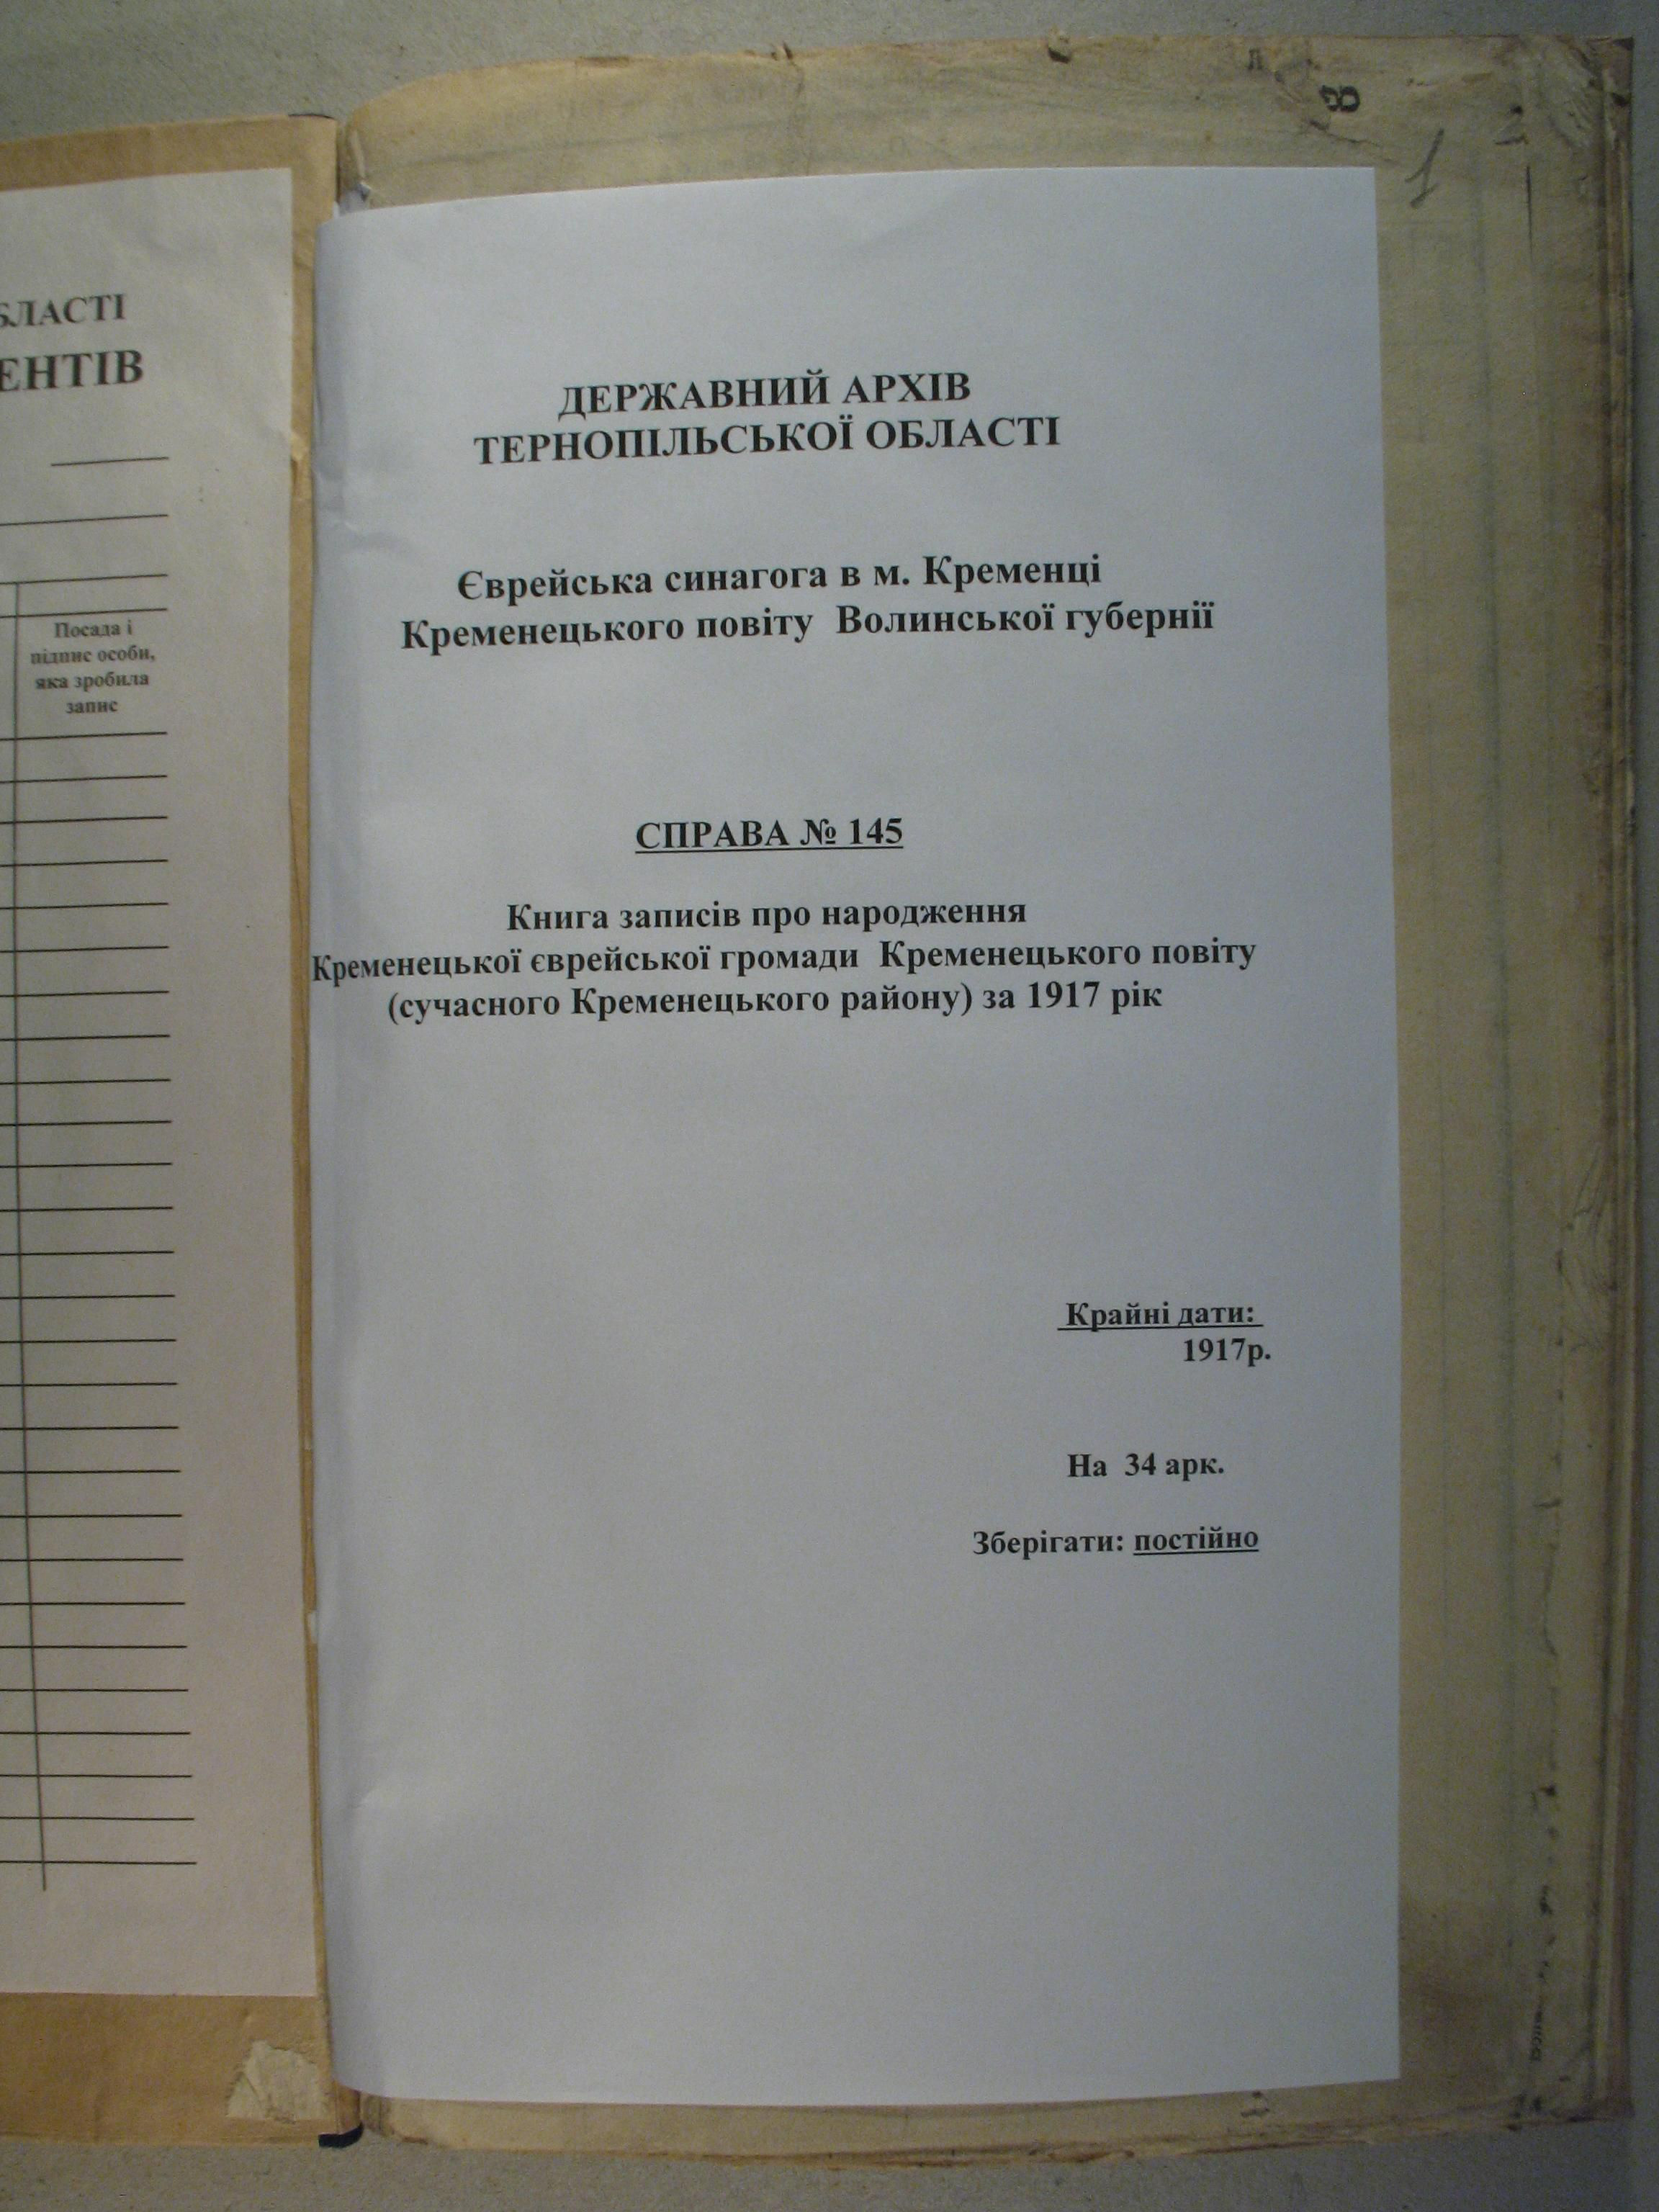 БЛАСТІ
ЕНТІВ
Посада і
підпис особи,
яка зробила
запис
8
1
ДЕРЖАВНИЙ АРХІВ
ТЕРНОПІЛЬСЬКОЇ ОБЛАСТІ
Єврейська синагога в м. Кременці
Кременецького повіту Волинської губернії
СПРАВА № 145
Книга записів про народження
Кременецької єврейської громади Кременецького повіту
(сучасного Кременецького району) за 1917 рік
Крайні дати:
1917р.
На 34 арк.
Зберігати: постійно